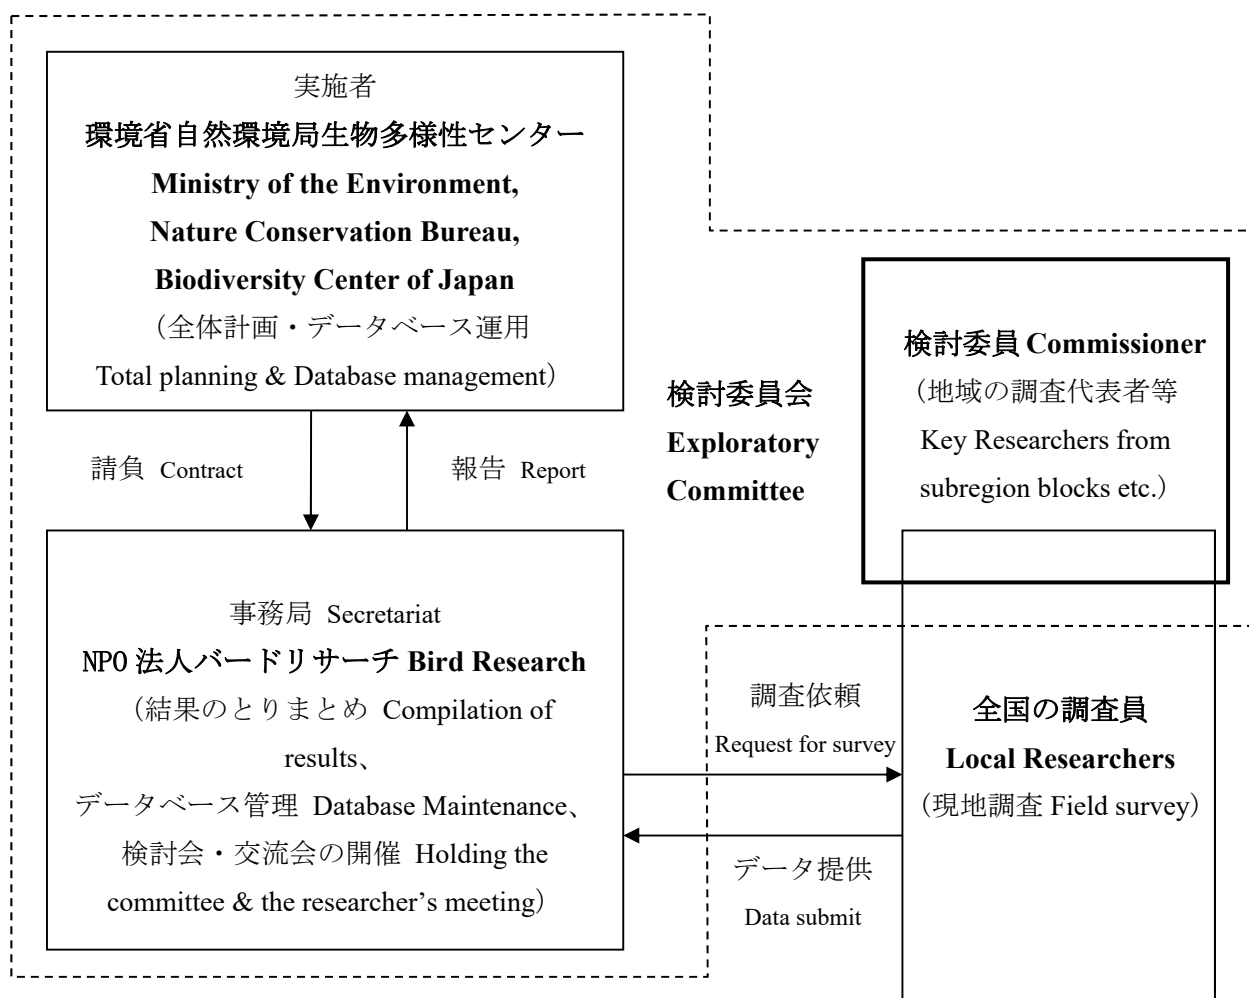 実施者
環境省自然環境局生物多様性センター
Ministry of the Environment,
Nature Conservation Bureau,
Biodiversity Center of Japan
（全体計画・データベース運用
Total planning & Database management）
請負 Contract
報告 Report
事務局 Secretariat
NPO 法人バードリサーチ Bird Research
（結果のとりまとめ Compilation of
results、
データベース管理 Database Maintenance、
検討会・交流会の開催 Holding the
committee & the researcher’s meeting）
検討委員会
Exploratory
Committee
検討委員 Commissioner
（地域の調査代表者等
Key Researchers from
subregion blocks etc.）
調査依頼
Request for survey
データ提供
Data submit
全国の調査員
Local Researchers
（現地調査 Field survey）